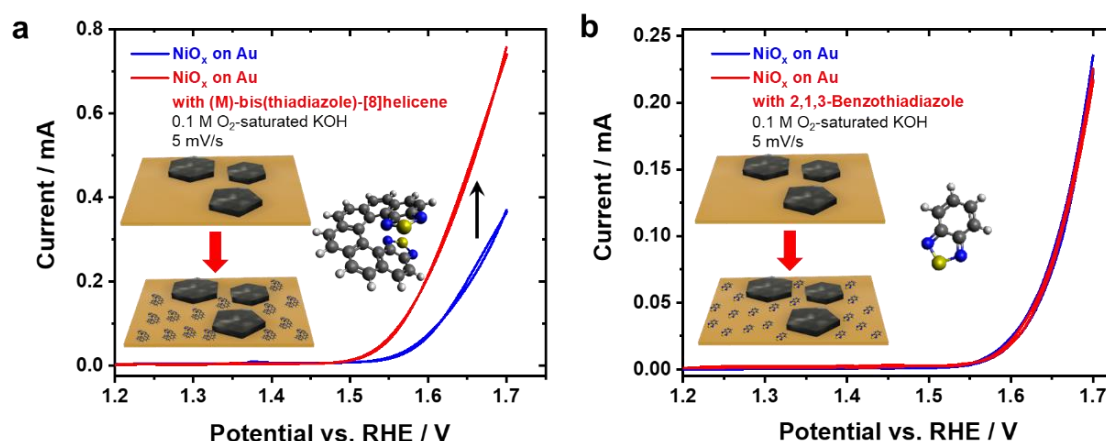 a
NiOx on Au
NiOx on Au
with (M)-bis(thiadiazole)-[8]helicene
0.1 M O2-saturated KOH
5 mV/s
Current / mA
0.8
0.6
0.4
0.2
0.0
1.2 1.3 1.4 1.5 1.6 1.7
Potential vs. RHE / V
b
NiOx on Au
NiOx on Au
with 2,1,3-Benzothiadiazole
0.1 M O2-saturated KOH
5 mV/s
Current / mA
0.25
0.20
0.15
0.10
0.05
0.00
1.2 1.3 1.4 1.5 1.6 1.7
Potential vs. RHE / V